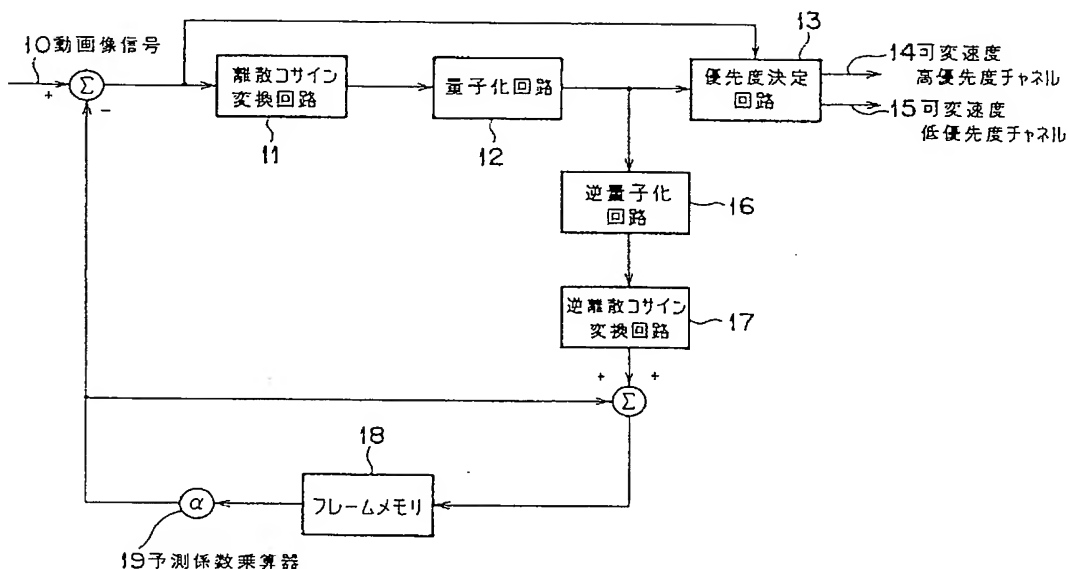 10動画像信号
+
Σ
-
離散コサイン
変換回路
11
量子化回路
12
13
優先度決定
回路
14可変速度
高優先度チャネル
15可変速度
低優先度チャネル
逆量子化
回路
16
逆離散コサイン
変換回路
17
+
+
Σ
18
フレームメモリ
α
19予測係数乗算器